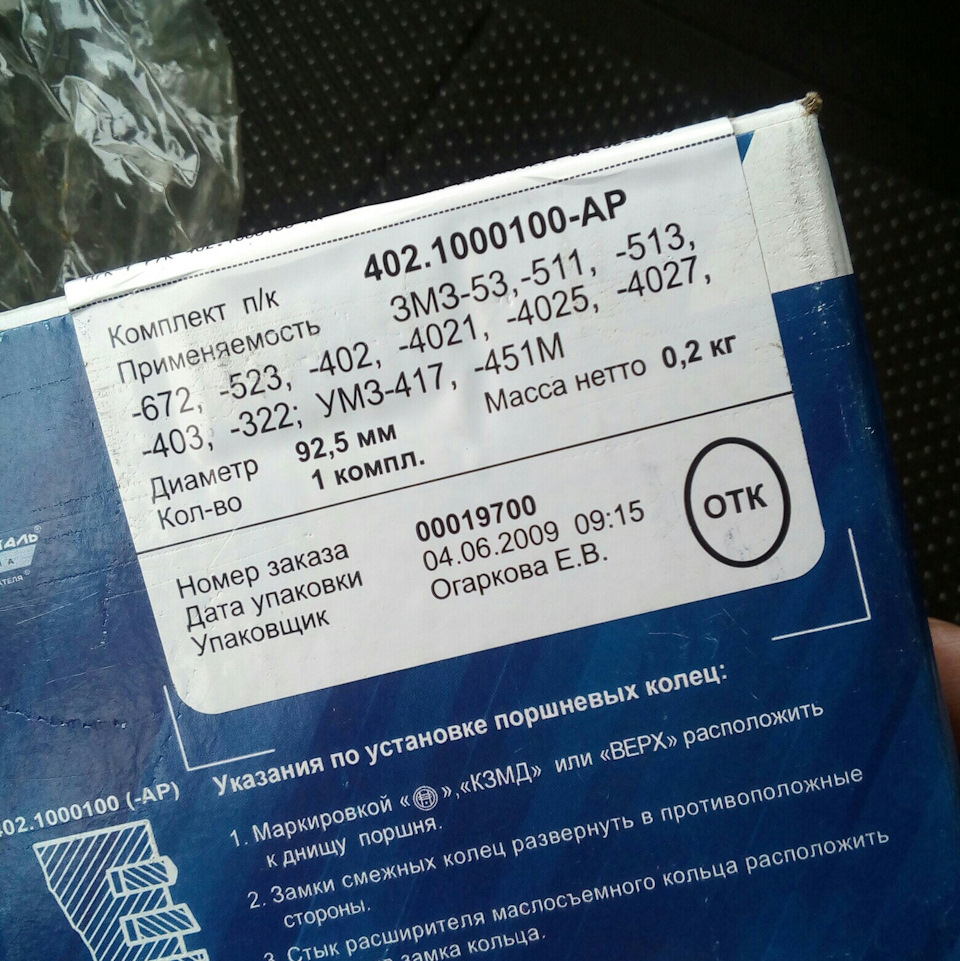 402.1000100-АР
Комплект п/к
Применяемость ЗМЗ-53,-511, -513,
-672, -523, -402, -4021, -4025, -4027,
-403, -322; УМЗ-417, -451М
Диаметр 92,5 мм Масса нетто 0,2 кг
Кол-во 1 компл.
Номер заказа 00019700
Дата упаковки 04.06.2009 09:15
Упаковщик Огаркова Е.В.
ОТК
Указания по установке поршневых колец:
402.1000100 (-АР)
1. Маркировкой « », «КЗМД» или «ВЕРХ» расположить
к днищу поршня.
2. Замки смежных колец развернуть в противоположные
стороны.
3. Стык расширителя маслосъемного кольца расположить
замка кольца.